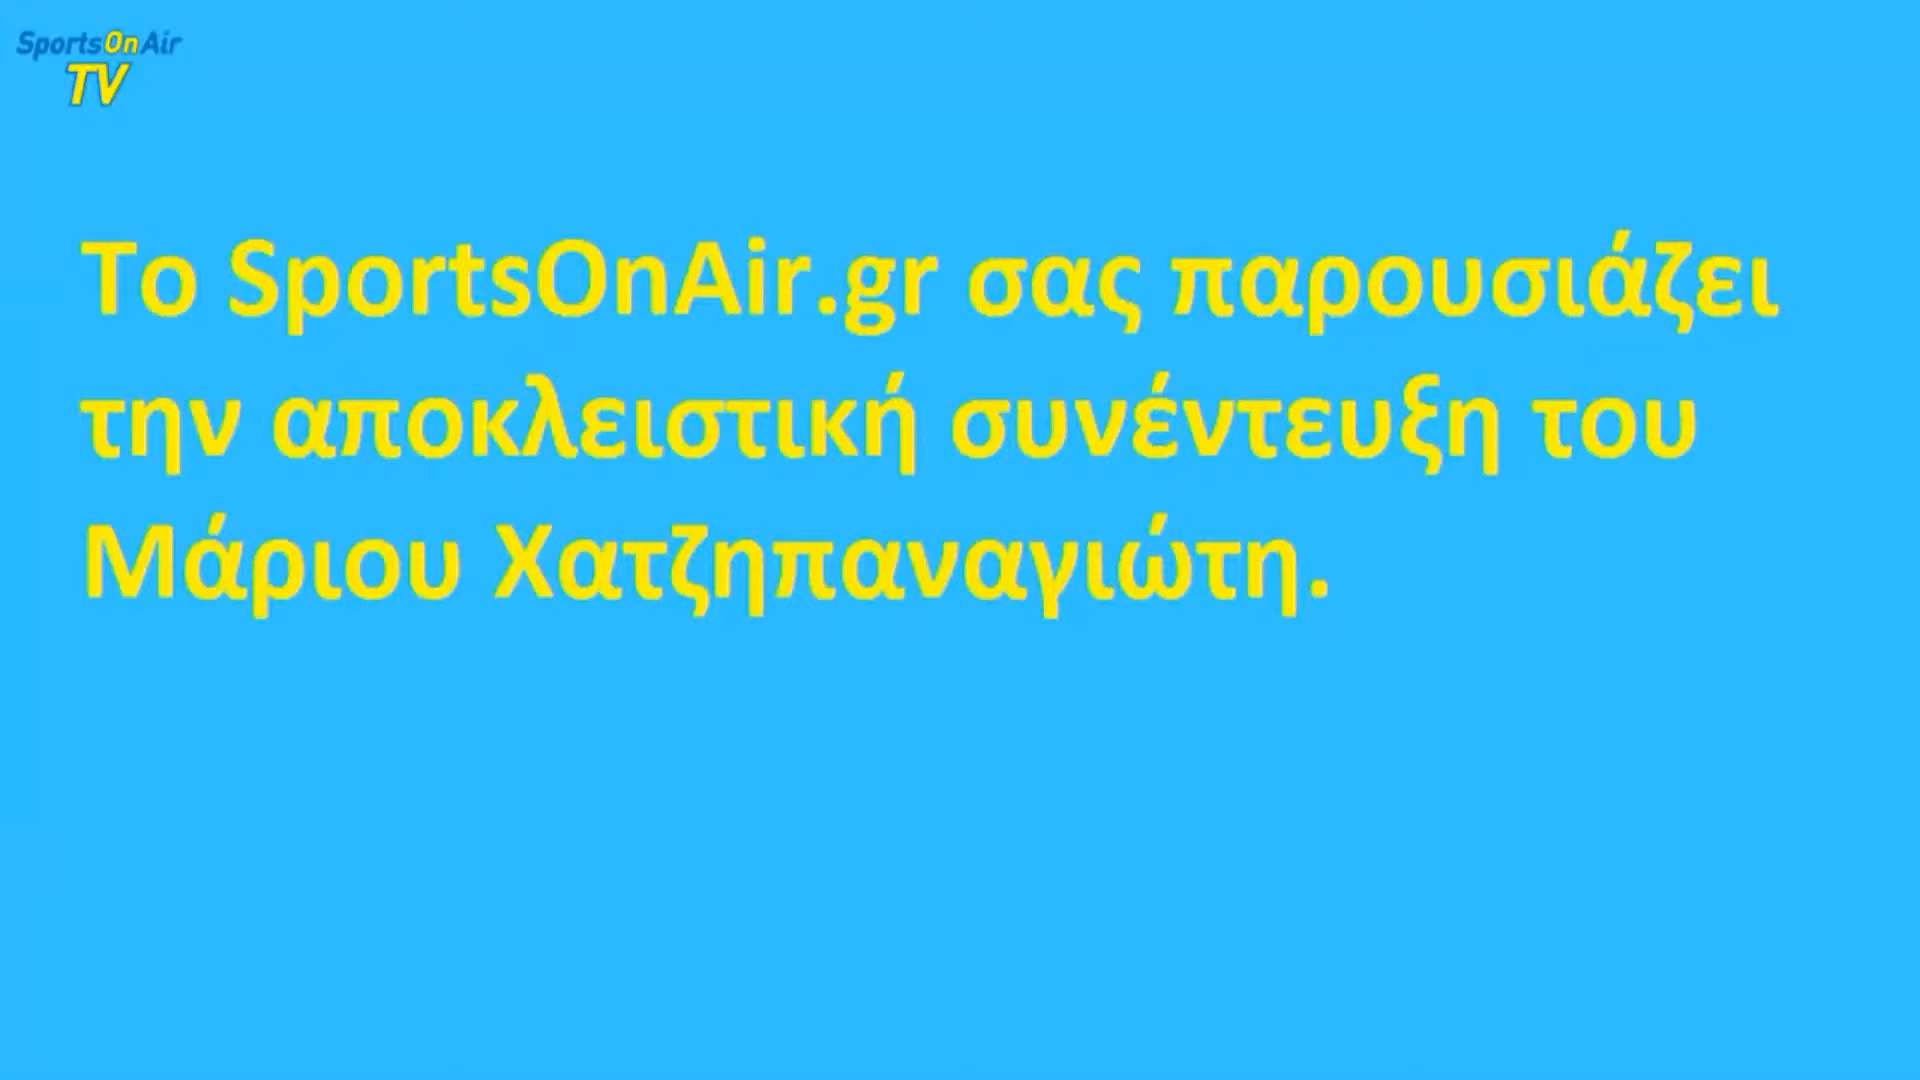 SportsOnAir
TV
Το SportsOnAir.gr σας παρουσιάζει
την αποκλειστική συνέντευξη του
Μάριου Χατζηπαναγιώτη.